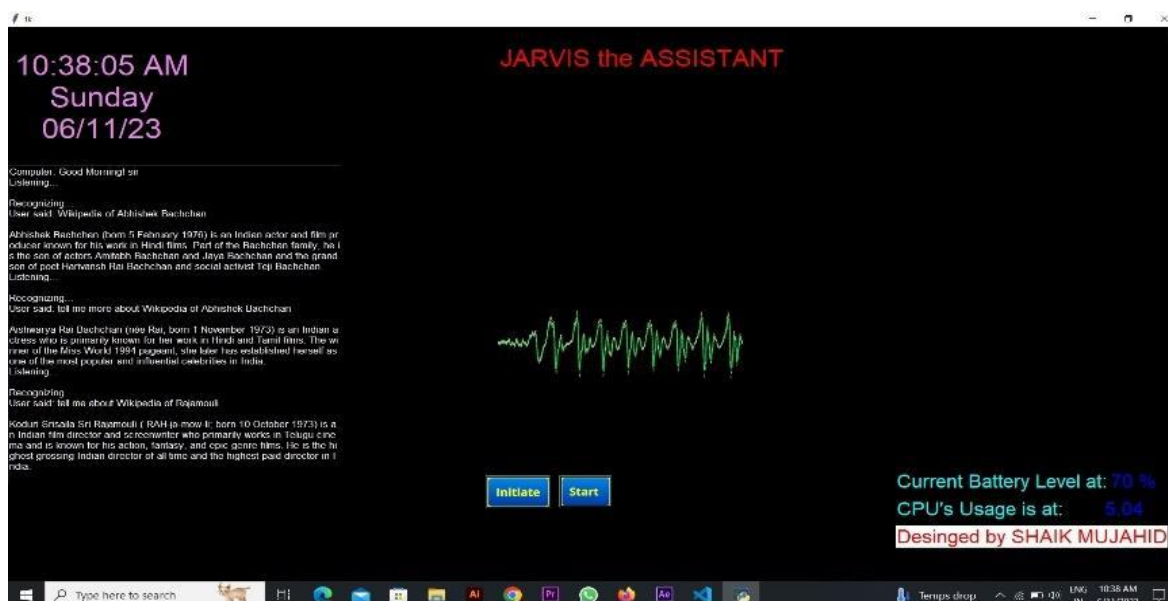 tk
10:38:05 AM
Sunday
06/11/23
JARVIS the ASSISTANT
Computer: Good Morning! sir
Listening...
Recognizing...
User said: Wikipedia of Abhishek Bachchan
Abhishek Bachchan (born 5 February 1976) is an Indian actor and film pr
oducer known for his work in Hindi films. Part of the Bachchan family, he i
s the son of actors Amitabh Bachchan and Jaya Bachchan and the grand
son of poet Harivansh Rai Bachchan and social activist Teji Bachchan.
Listening...
Recognizing...
User said: tell me more about Wikipedia of Abhishek Bachchan
Aishwarya Rai Bachchan (née Rai; born 1 November 1973) is an Indian a
ctress who is primarily known for her work in Hindi and Tamil films. The wi
nner of the Miss World 1994 pageant, she later has established herself as
one of the most popular and influential celebrities in India.
Listening...
Recognizing...
User said: tell me about Wikipedia of Rajamouli
Koduri Srisaila Sri Rajamouli ( RAH-ja-mow-li; born 10 October 1973) is a
n Indian film director and screenwriter who primarily works in Telugu cine
ma and is known for his action, fantasy, and epic genre films. He is the hi
ghest grossing Indian director of all time and the highest paid director in I
ndia.
Initiate
Start
Current Battery Level at: 70 %
CPU's Usage is at: 5.04
Desinged by SHAIK MUJAHID
Type here to search
Ai
Pr
Ae
Temps drop
ENG
IN
10:38 AM